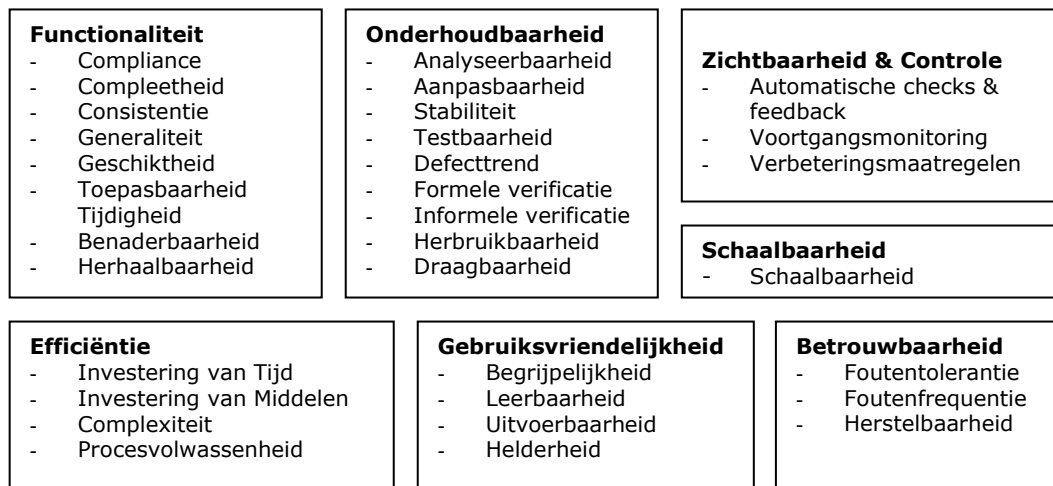 Functionaliteit
- Compliance
- Compleetheid
- Consistentie
- Generaliteit
- Geschiktheid
- Toepasbaarheid
Tijdigheid
- Benaderbaarheid
- Herhaalbaarheid
Onderhoudbaarheid
- Analyseerbaarheid
- Aanpasbaarheid
- Stabiliteit
- Testbaarheid
- Defecttrend
- Formele verificatie
- Informele verificatie
- Herbruikbaarheid
- Draagbaarheid
Zichtbaarheid & Controle
- Automatische checks &
feedback
- Voortgangsmonitoring
- Verbeteringsmaatregelen
Schaalbaarheid
- Schaalbaarheid
Efficiëntie
- Investering van Tijd
- Investering van Middelen
- Complexiteit
- Procesvolwassenheid
Gebruiksvriendelijkheid
- Begrijpelijkheid
- Leerbaarheid
- Uitvoerbaarheid
- Helderheid
Betrouwbaarheid
- Foutentolerantie
- Foutenfrequentie
- Herstelbaarheid